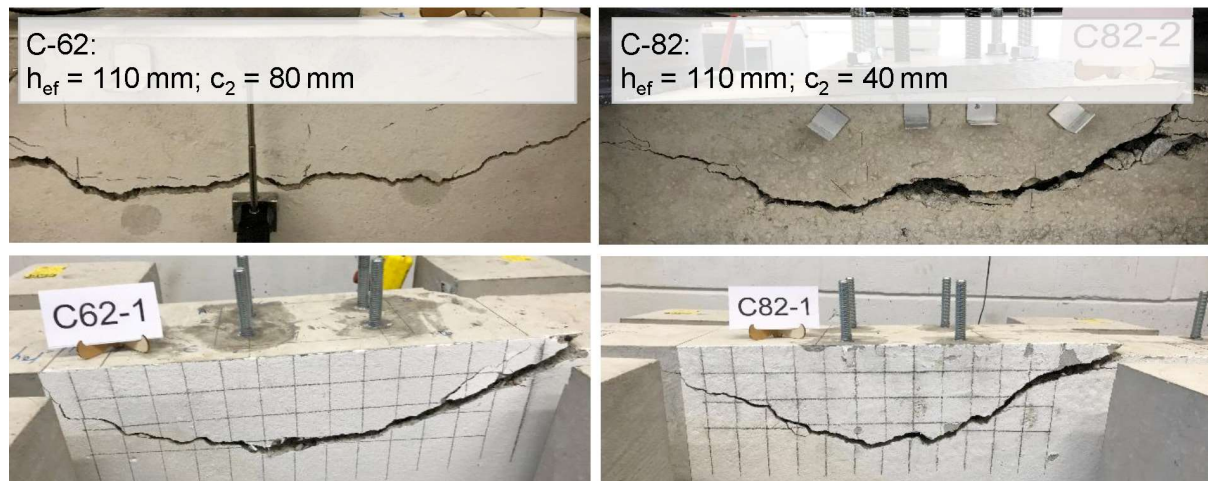 C-62:
hef = 110 mm; c2 = 80 mm
C-82:
hef = 110 mm; c2 = 40 mm
C82-2
C62-1
C82-1